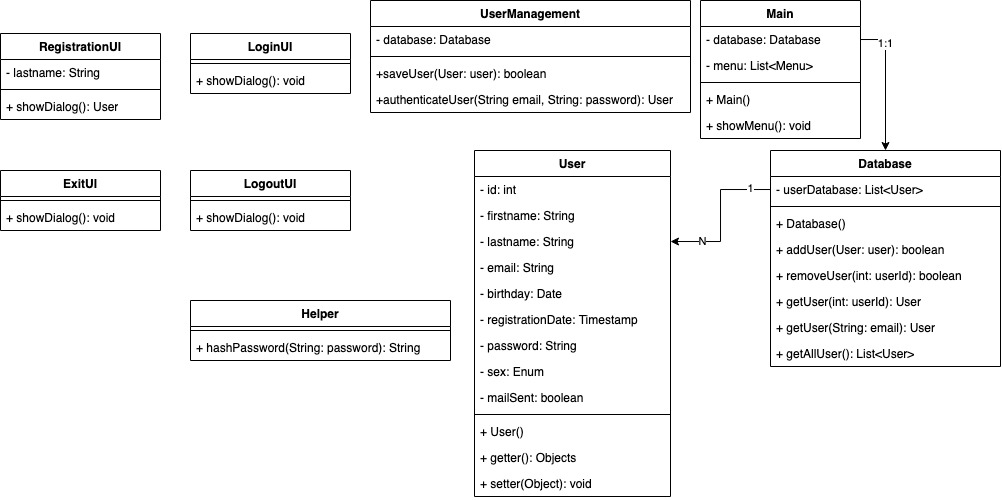 RegistrationUI
- lastname: String
+ showDialog(): User
LoginUI
+ showDialog(): void
UserManagement
- database: Database
+saveUser(User: user): boolean
+authenticateUser(String email, String: password): User
Main
- database: Database
- menu: List<Menu>
+ Main()
+ showMenu(): void
1:1
ExitUI
+ showDialog(): void
LogoutUI
+ showDialog(): void
Helper
+ hashPassword(String: password): String
User
- id: int
- firstname: String
- lastname: String
- email: String
- birthday: Date
- registrationDate: Timestamp
- password: String
- sex: Enum
- mailSent: boolean
+ User()
+ getter(): Objects
+ setter(Object): void
1
N
Database
- userDatabase: List<User>
+ Database()
+ addUser(User: user): boolean
+ removeUser(int: userId): boolean
+ getUser(int: userId): User
+ getUser(String: email): User
+ getAllUser(): List<User>